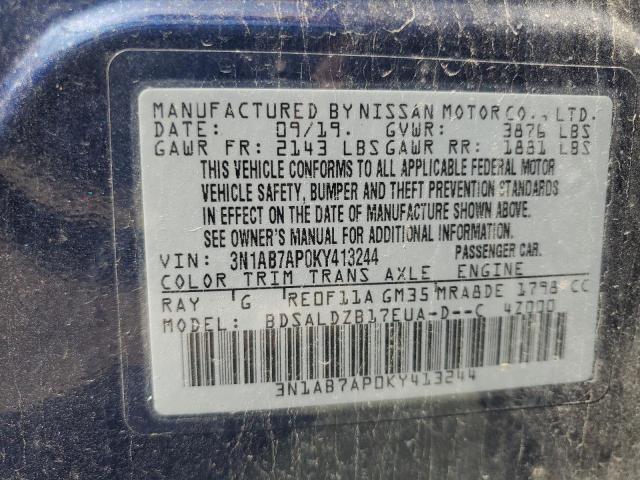 MANUFACTURED BY NISSAN MOTOR CO., LTD.
DATE: 09/19. GVWR: 3876 LBS
GAWR FR: 2143 LBS GAWR RR: 1831 LBS
THIS VEHICLE CONFORMS TO ALL APPLICABLE FEDERAL MOTOR
VEHICLE SAFETY, BUMPER AND THEFT PREVENTION STANDARDS
IN EFFECT ON THE DATE OF MANUFACTURE SHOWN ABOVE.
SEE OWNER'S MANUAL FOR ADDITIONAL INFORMATION.
VIN: 3N1AB7AP0KY413244 PASSENGER CAR.
COLOR TRIM TRANS AXLE ENGINE
RAY G RE0F11A GM35 MRA8DE 1798 CC
MODEL: BDSALDZB17EUA-D--C 4Z000
3N1AB7AP0KY413244